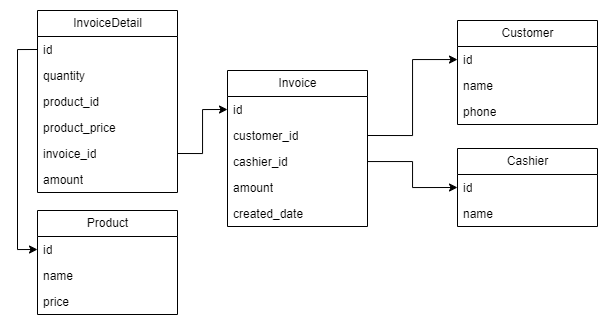 InvoiceDetail
id
quantity
product_id
product_price
invoice_id
amount
Product
id
name
price
Invoice
id
customer_id
cashier_id
amount
created_date
Customer
id
name
phone
Cashier
id
name